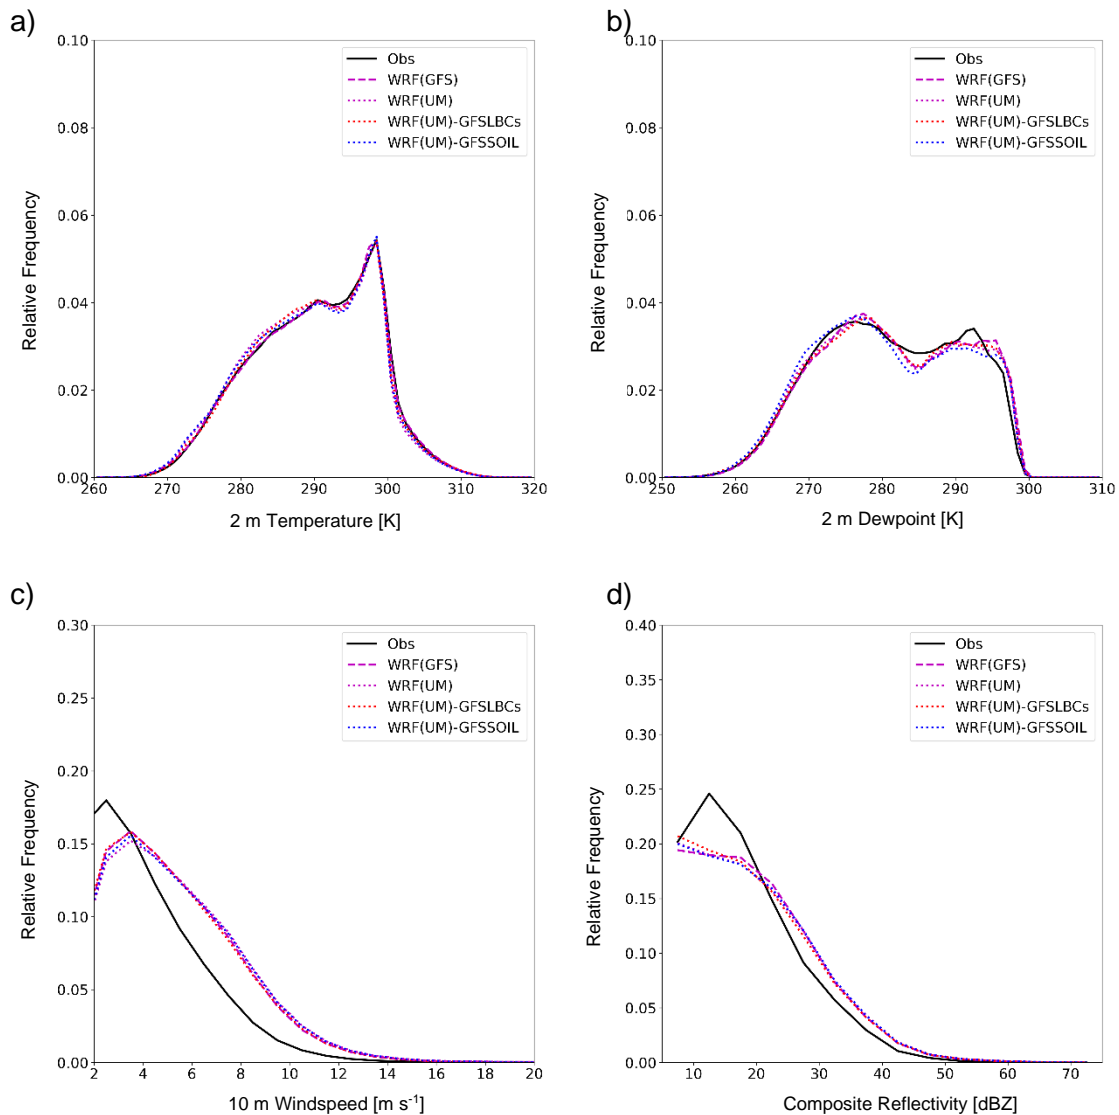 a)
0.10
0.08
0.06
0.04
0.02
0.00
Relative Frequency
Obs
WRF(GFS)
WRF(UM)
WRF(UM)-GFSLBCs
WRF(UM)-GFSSOIL
260 270 280 290 300 310 320
2 m Temperature [K]
b)
0.10
0.08
0.06
0.04
0.02
0.00
Relative Frequency
Obs
WRF(GFS)
WRF(UM)
WRF(UM)-GFSLBCs
WRF(UM)-GFSSOIL
250 260 270 280 290 300 310
2 m Dewpoint [K]
c)
0.30
0.25
0.20
0.15
0.10
0.05
0.00
Relative Frequency
Obs
WRF(GFS)
WRF(UM)
WRF(UM)-GFSLBCs
WRF(UM)-GFSSOIL
2 4 6 8 10 12 14 16 18 20
10 m Windspeed [m s⁻¹]
d)
0.40
0.35
0.30
0.25
0.20
0.15
0.10
0.05
0.00
Relative Frequency
Obs
WRF(GFS)
WRF(UM)
WRF(UM)-GFSLBCs
WRF(UM)-GFSSOIL
10 20 30 40 50 60 70
Composite Reflectivity [dBZ]